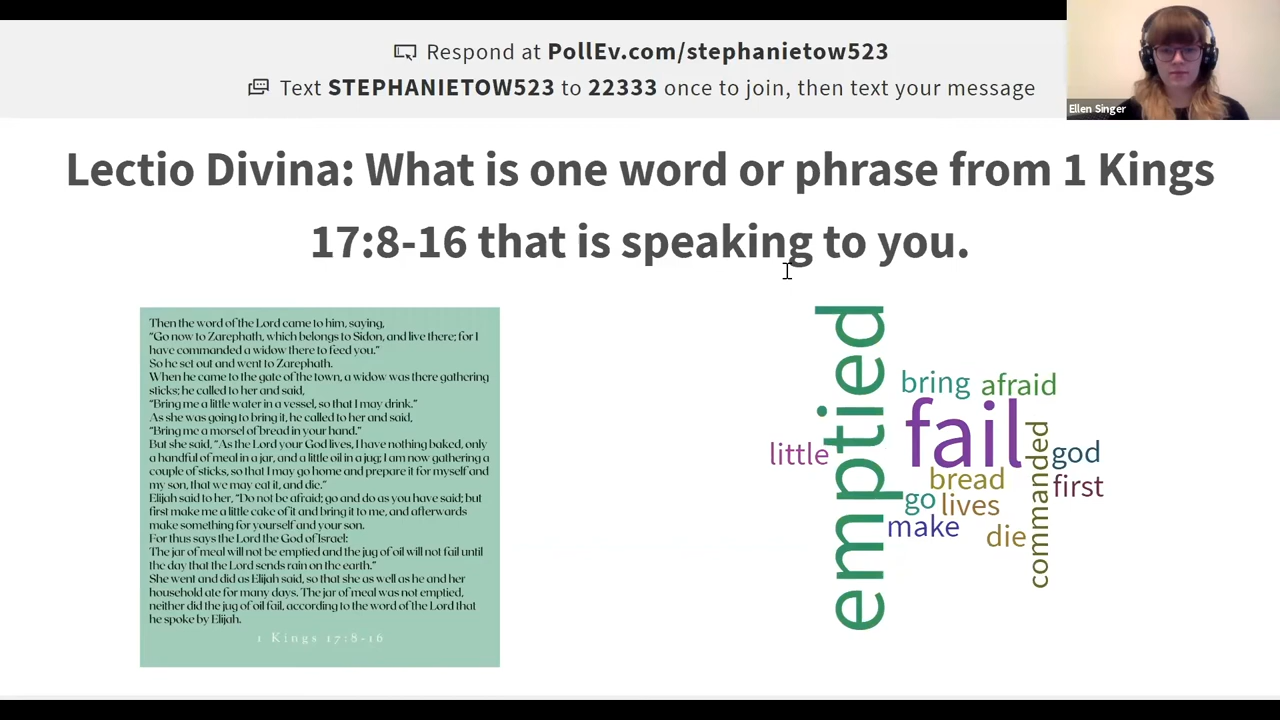 Respond at PollEv.com/stephanietow523
Text STEPHANIETOW523 to 22333 once to join, then text your message
Ellen Singer
Lectio Divina: What is one word or phrase from 1 Kings
17:8-16 that is speaking to you.
Then the word of the Lord came to him, saying,
“Go now to Zarephath, which belongs to Sidon, and live there; for I
have commanded a widow there to feed you.”
So he set out and went to Zarephath.
When he came to the gate of the town, a widow was there gathering
sticks; he called to her and said,
“Bring me a little water in a vessel, so that I may drink.”
As she was going to bring it, he called to her and said,
“Bring me a morsel of bread in your hand.”
But she said, “As the Lord your God lives, I have nothing baked, only
a handful of meal in a jar, and a little oil in a jug; I am now gathering a
couple of sticks, so that I may go home and prepare it for myself and
my son, that we may eat it, and die.”
Elijah said to her, “Do not be afraid; go and do as you have said; but
first make me a little cake of it and bring it to me, and afterwards
make something for yourself and your son.
For thus says the Lord the God of Israel:
The jar of meal will not be emptied and the jug of oil will not fail until
the day that the Lord sends rain on the earth.”
She went and did as Elijah said, so that she as well as he and her
household ate for many days. The jar of meal was not emptied,
neither did the jug of oil fail, according to the word of the Lord that
he spoke by Elijah.
1 Kings 17:8-16
emptied
bring
afraid
fail
little
commanded
god
bread
first
go
lives
make
die